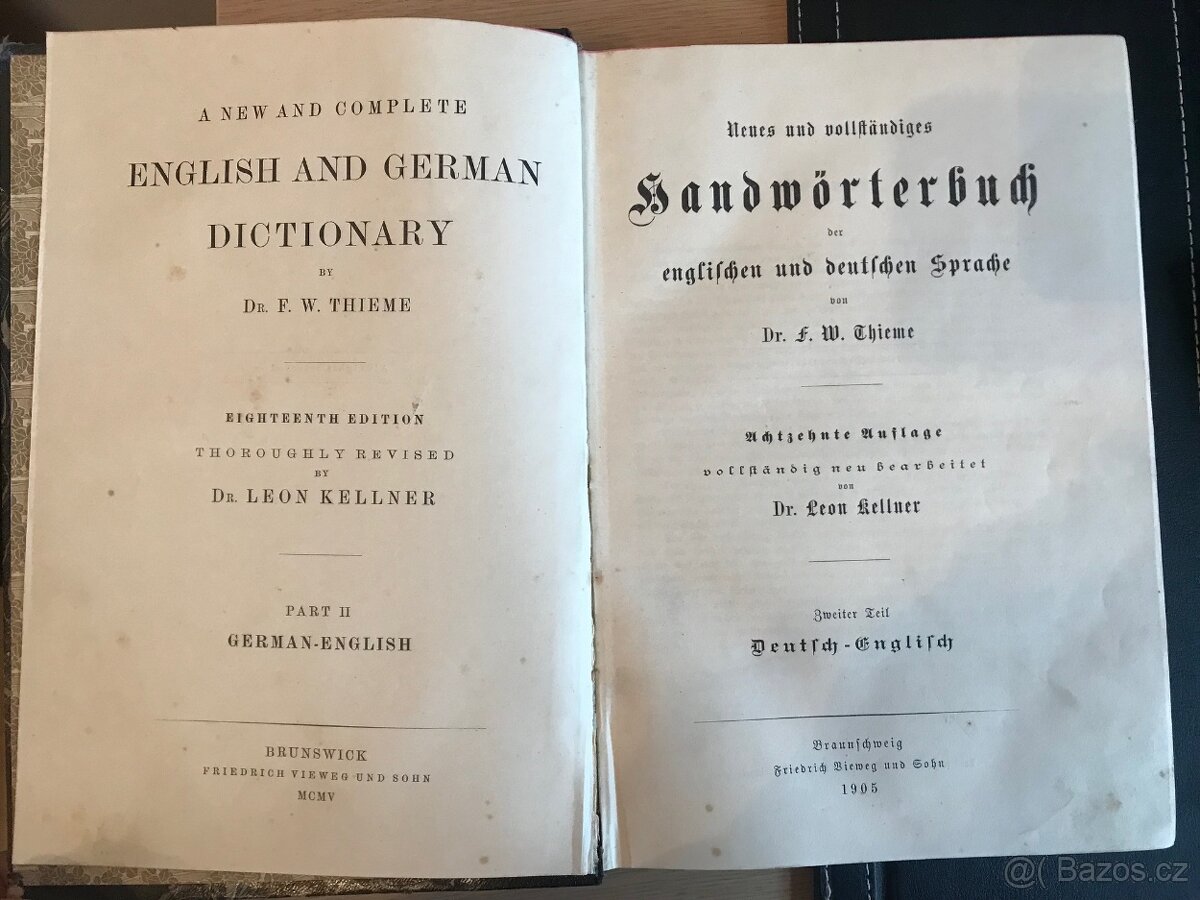 A NEW AND COMPLETE
ENGLISH AND GERMAN
DICTIONARY
BY
DR. F. W. THIEME
EIGHTEENTH EDITION
THOROUGHLY REVISED
BY
DR. LEON KELLNER
PART II
GERMAN-ENGLISH
BRUNSWICK
FRIEDRICH VIEWEG UND SOHN
MCMV
Neues und vollſtändiges
Handwörterbuch
der
engliſchen und deutſchen Sprache
von
Dr. F. W. Thieme
Achtzehnte Auflage
vollſtändig neu bearbeitet
von
Dr. Leon Kellner
Zweiter Teil
Deutſch-Engliſch
Braunſchweig
Friedrich Vieweg und Sohn
1905
@( Bazos.cz